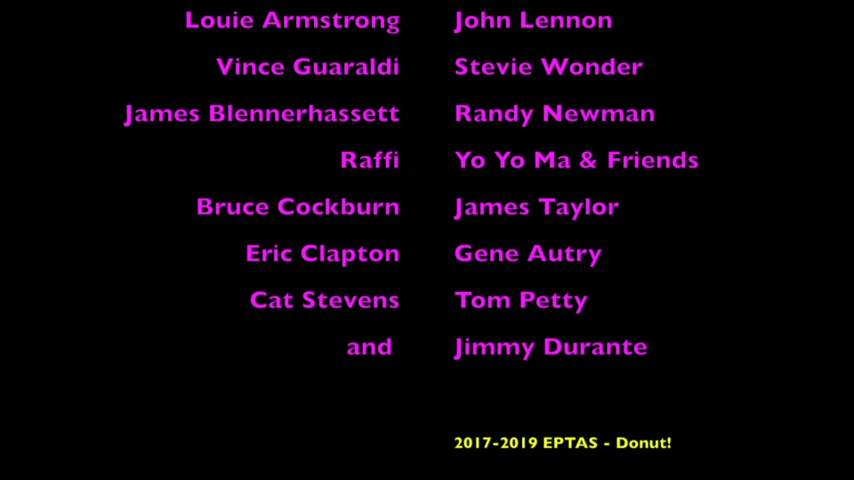 Louie Armstrong John Lennon
Vince Guaraldi Stevie Wonder
James Blennerhassett Randy Newman
Raffi Yo Yo Ma & Friends
Bruce Cockburn James Taylor
Eric Clapton Gene Autry
Cat Stevens Tom Petty
and Jimmy Durante
2017-2019 EPTAS - Donut!